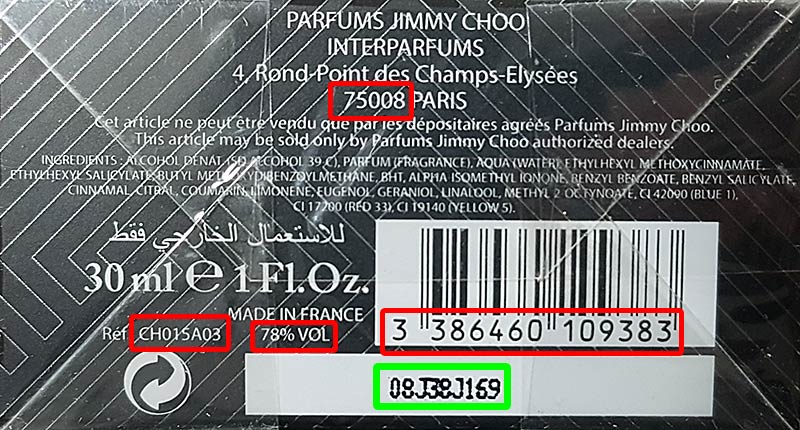 PARFUMS JIMMY CHOO
INTERPARFUMS
4, Rond-Point des Champs-Elysées
75008 PARIS
Cet article ne peut être vendu que par les dépositaires agréés Parfums Jimmy Choo.
This article may be sold only by Parfums Jimmy Choo authorized dealers.
INGREDIENTS : ALCOHOL DENAT (SD ALCOHOL 39-C), PARFUM (FRAGRANCE), AQUA (WATER), ETHYLHEXYL METHOXYCINNAMATE,
ETHYLHEXYL SALICYLATE, BUTYL METHOXYDIBENZOYLMETHANE, BHT, ALPHA ISOMETHYL IONONE, BENZYL BENZOATE, BENZYL SALICYLATE,
CINNAMAL, CITRAL, COUMARIN, LIMONENE, EUGENOL, GERANIOL, LINALOOL, METHYL 2 OCTYNOATE, CI 42090 (BLUE 1),
CI 17200 (RED 33), CI 19140 (YELLOW 5).
للاستعمال الخارجي فقط
30 ml e 1 Fl.Oz.
MADE IN FRANCE
Réf. CH015A03 78% VOL
3 386460 109383
08J38J169